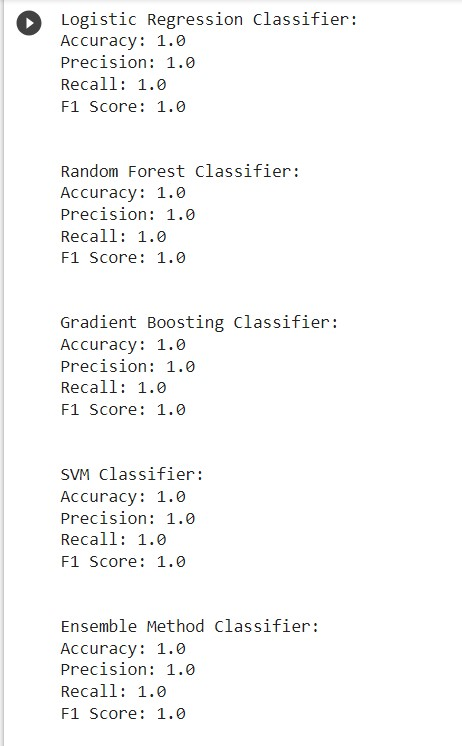 Logistic Regression Classifier:
Accuracy: 1.0
Precision: 1.0
Recall: 1.0
F1 Score: 1.0
Random Forest Classifier:
Accuracy: 1.0
Precision: 1.0
Recall: 1.0
F1 Score: 1.0
Gradient Boosting Classifier:
Accuracy: 1.0
Precision: 1.0
Recall: 1.0
F1 Score: 1.0
SVM Classifier:
Accuracy: 1.0
Precision: 1.0
Recall: 1.0
F1 Score: 1.0
Ensemble Method Classifier:
Accuracy: 1.0
Precision: 1.0
Recall: 1.0
F1 Score: 1.0